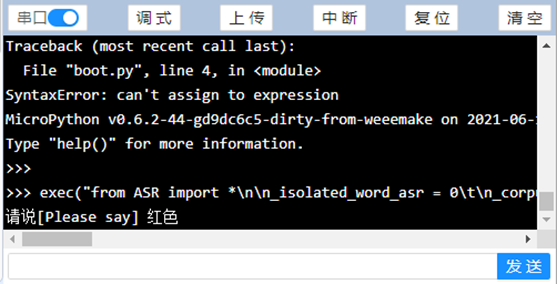 串口 调式 上传 中断 复位 清空
Traceback (most recent call last):
File "boot.py", line 4, in <module>
SyntaxError: can't assign to expression
MicroPython v0.6.2-44-gd9dc6c5-dirty-from-weeemake on 2021-06-
Type "help()" for more information.
>>>
>>> exec("from ASR import *\n\n_isolated_word_asr = 0\t\n_corp
请说[Please say] 红色
发送